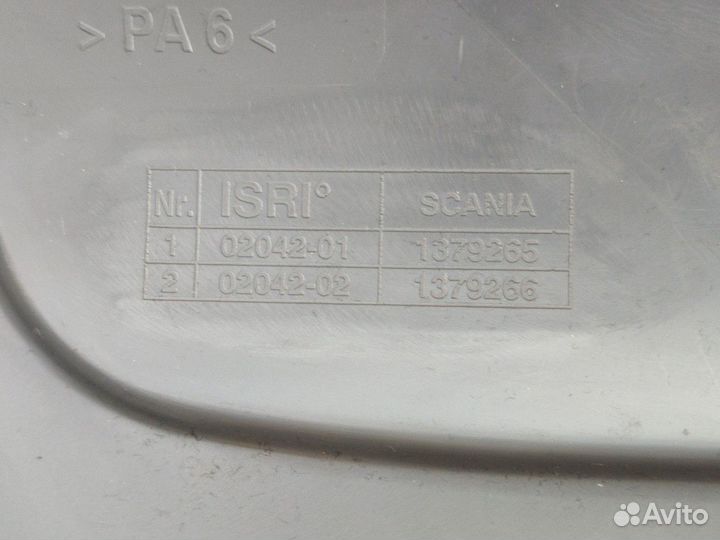 >PA6<
Nr. ISRI° SCANIA
1 02042-01 1379265
2 02042-02 1379266
Avito